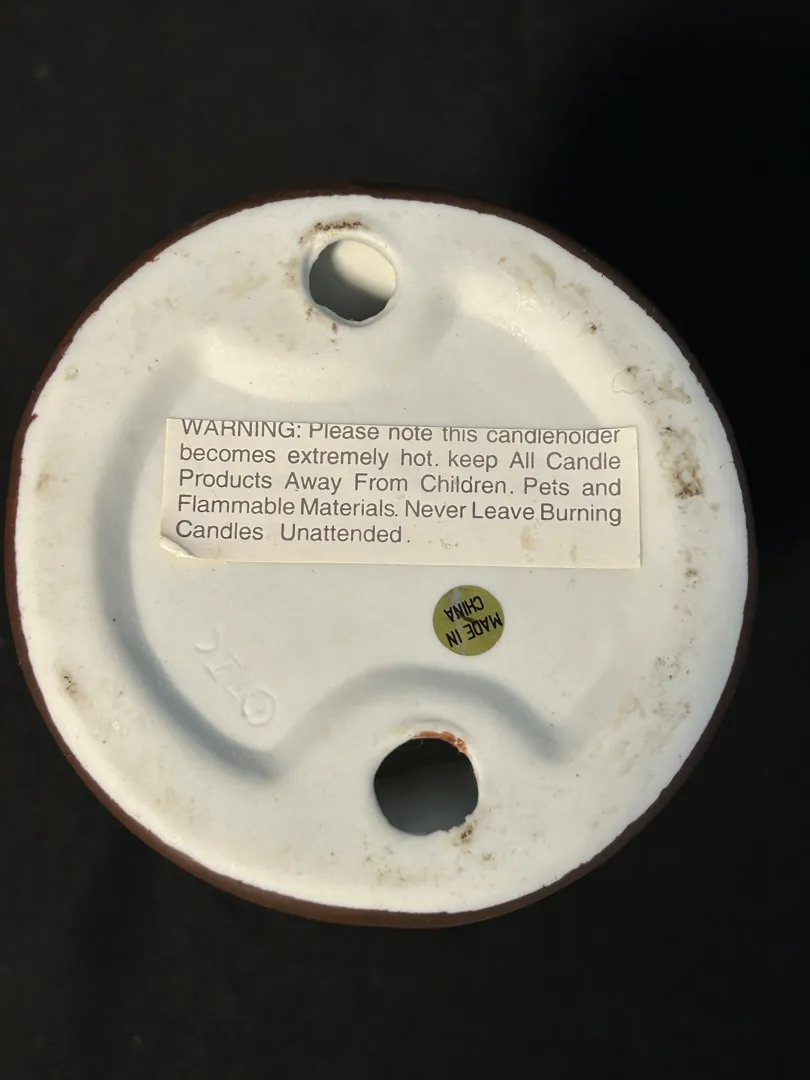 WARNING: Please note this candleholder
becomes extremely hot. keep All Candle
Products Away From Children. Pets and
Flammable Materials. Never Leave Burning
Candles Unattended.
MADE IN
CHINA